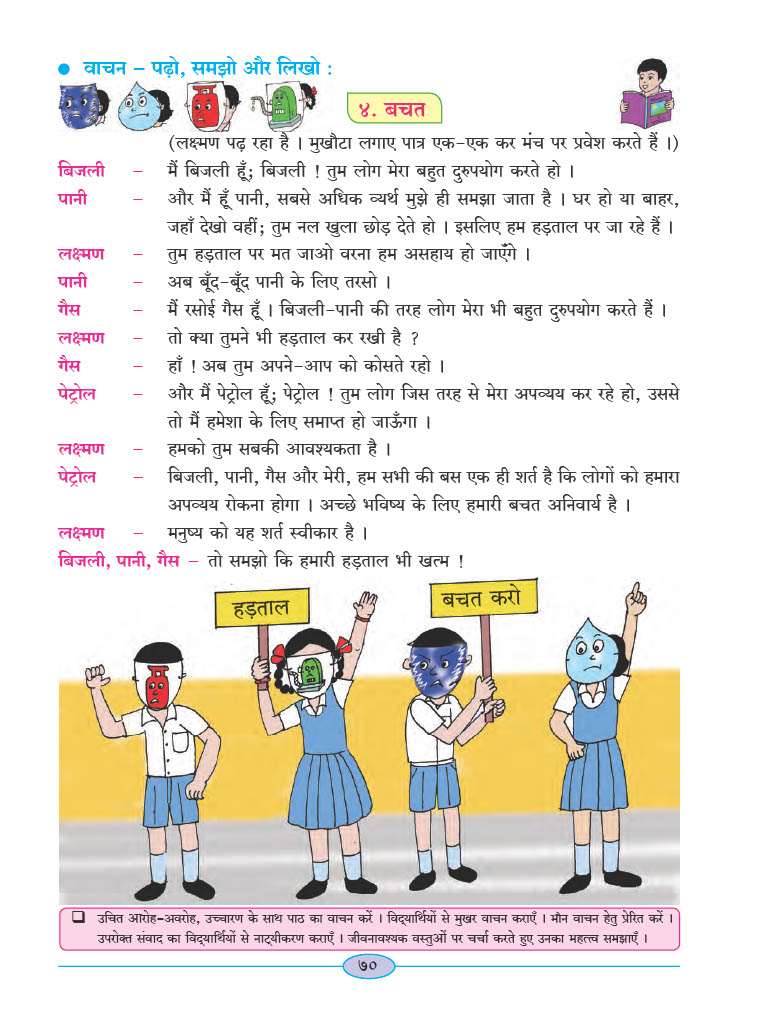 ● वाचन – पढ़ो, समझो और लिखो :
४. बचत
(लक्ष्मण पढ़ रहा है । मुखौटा लगाए पात्र एक-एक कर मंच पर प्रवेश करते हैं ।)
बिजली – मैं बिजली हूँ; बिजली ! तुम लोग मेरा बहुत दुरुपयोग करते हो ।
पानी – और मैं हूँ पानी, सबसे अधिक व्यर्थ मुझे ही समझा जाता है । घर हो या बाहर,
जहाँ देखो वहीं; तुम नल खुला छोड़ देते हो । इसलिए हम हड़ताल पर जा रहे हैं ।
लक्ष्मण – तुम हड़ताल पर मत जाओ वरना हम असहाय हो जाएँगे ।
पानी – अब बूँद-बूँद पानी के लिए तरसो ।
गैस – मैं रसोई गैस हूँ । बिजली-पानी की तरह लोग मेरा भी बहुत दुरुपयोग करते हैं ।
लक्ष्मण – तो क्या तुमने भी हड़ताल कर रखी है ?
गैस – हाँ ! अब तुम अपने-आप को कोसते रहो ।
पेट्रोल – और मैं पेट्रोल हूँ; पेट्रोल ! तुम लोग जिस तरह से मेरा अपव्यय कर रहे हो, उससे
तो मैं हमेशा के लिए समाप्त हो जाऊँगा ।
लक्ष्मण – हमको तुम सबकी आवश्यकता है ।
पेट्रोल – बिजली, पानी, गैस और मेरी, हम सभी की बस एक ही शर्त है कि लोगों को हमारा
अपव्यय रोकना होगा । अच्छे भविष्य के लिए हमारी बचत अनिवार्य है ।
लक्ष्मण – मनुष्य को यह शर्त स्वीकार है ।
बिजली, पानी, गैस – तो समझो कि हमारी हड़ताल भी खत्म !
हड़ताल
बचत करो
❑ उचित आरोह-अवरोह, उच्चारण के साथ पाठ का वाचन करें । विद्यार्थियों से मुखर वाचन कराएँ । मौन वाचन हेतु प्रेरित करें ।
उपरोक्त संवाद का विद्यार्थियों से नाट्यीकरण कराएँ । जीवनावश्यक वस्तुओं पर चर्चा करते हुए उनका महत्त्व समझाएँ ।
७०